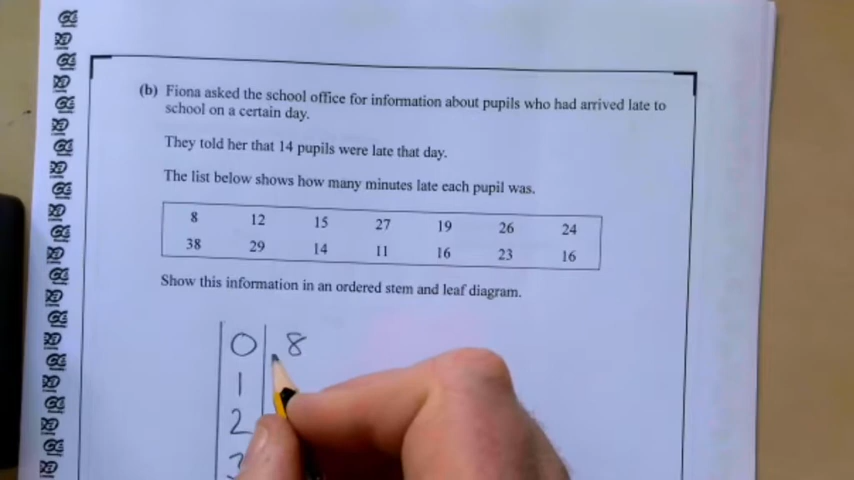 (b) Fiona asked the school office for information about pupils who had arrived late to
school on a certain day.
They told her that 14 pupils were late that day.
The list below shows how many minutes late each pupil was.
8 12 15 27 19 26 24
38 29 14 11 16 23 16
Show this information in an ordered stem and leaf diagram.
0 8
1
2
3